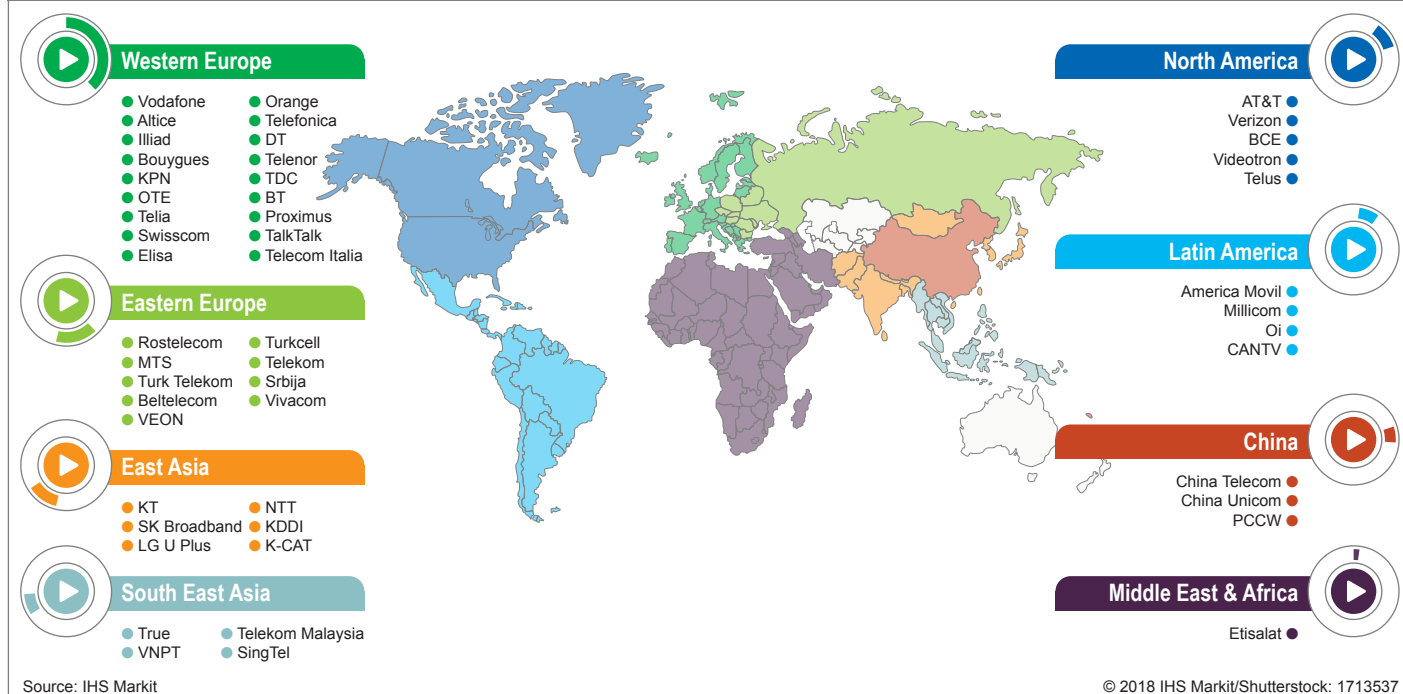 Western Europe
Vodafone
Altice
Illiad
Bouygues
KPN
OTE
Telia
Swisscom
Elisa
Orange
Telefonica
DT
Telenor
TDC
BT
Proximus
TalkTalk
Telecom Italia
Eastern Europe
Rostelecom
MTS
Turk Telekom
Beltelecom
VEON
Turkcell
Telekom
Srbija
Vivacom
East Asia
KT
SK Broadband
LG U Plus
NTT
KDDI
K-CAT
South East Asia
True
VNPT
Telekom Malaysia
SingTel
North America
AT&T
Verizon
BCE
Videotron
Telus
Latin America
America Movil
Millicom
Oi
CANTV
China
China Telecom
China Unicom
PCCW
Middle East & Africa
Etisalat
Source: IHS Markit
© 2018 IHS Markit/Shutterstock: 1713537